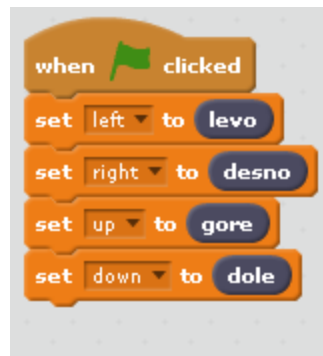 when clicked
set left to levo
set right to desno
set up to gore
set down to dole